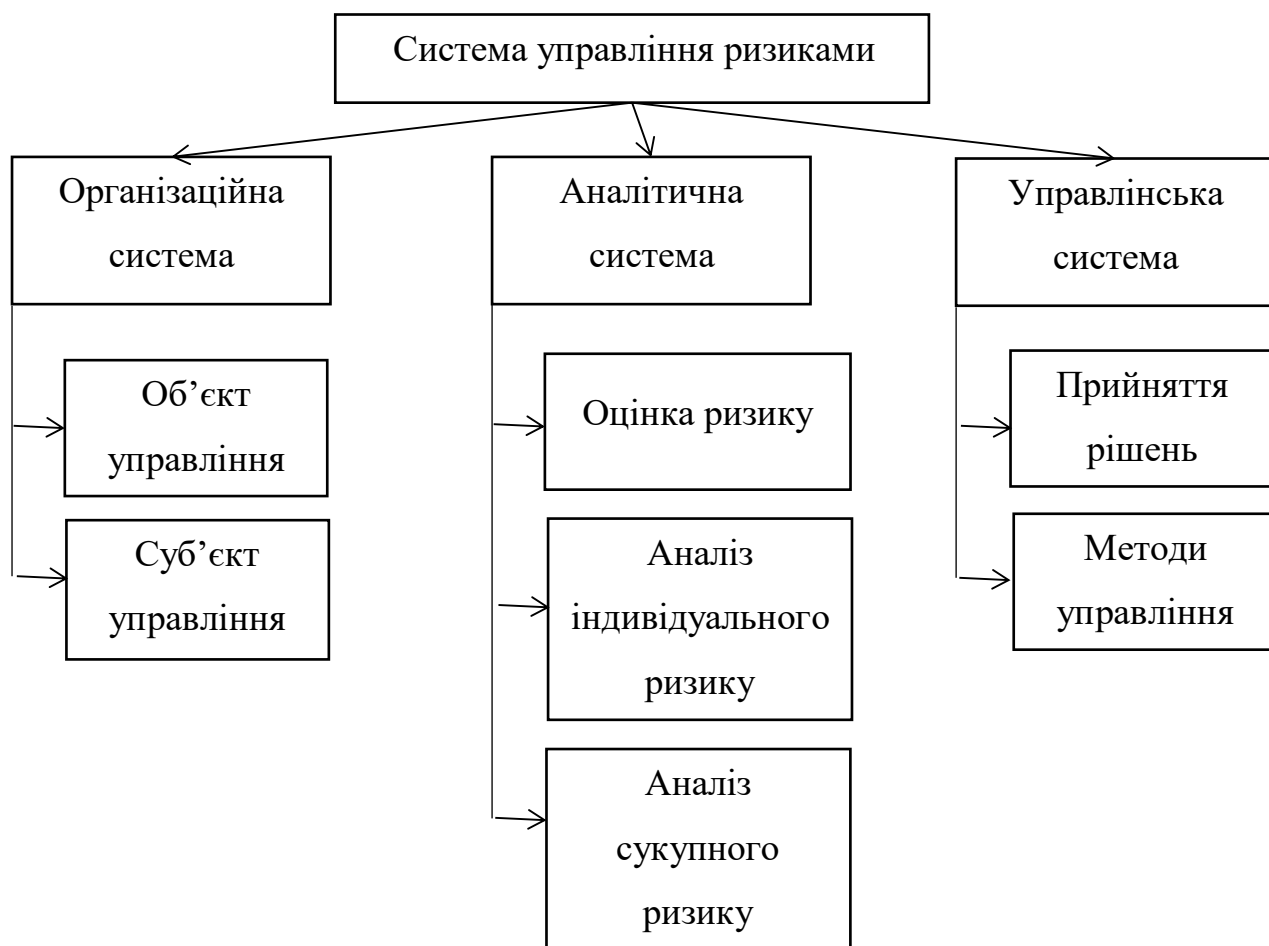 Система управління ризиками
Організаційна
система
Об’єкт
управління
Суб’єкт
управління
Аналітична
система
Оцінка ризику
Аналіз
індивідуального
ризику
Аналіз
сукупного
ризику
Управлінська
система
Прийняття
рішень
Методи
управління